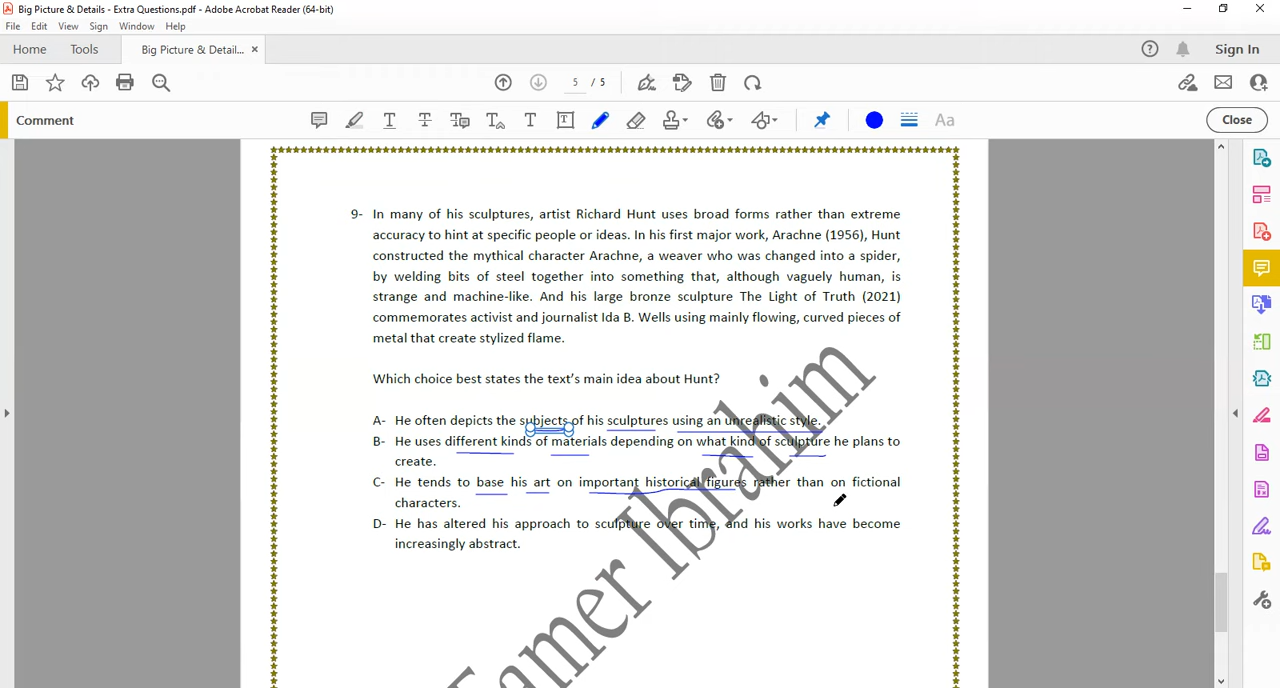 Big Picture & Details - Extra Questions.pdf - Adobe Acrobat Reader (64-bit)
File Edit View Sign Window Help
Home Tools Big Picture & Detail... × Sign In
5 / 5
Comment Aa Close
9- In many of his sculptures, artist Richard Hunt uses broad forms rather than extreme
accuracy to hint at specific people or ideas. In his first major work, Arachne (1956), Hunt
constructed the mythical character Arachne, a weaver who was changed into a spider,
by welding bits of steel together into something that, although vaguely human, is
strange and machine-like. And his large bronze sculpture The Light of Truth (2021)
commemorates activist and journalist Ida B. Wells using mainly flowing, curved pieces of
metal that create stylized flame.
Which choice best states the text's main idea about Hunt?
A- He often depicts the subjects of his sculptures using an unrealistic style.
B- He uses different kinds of materials depending on what kind of sculpture he plans to
create.
C- He tends to base his art on important historical figures rather than on fictional
characters.
D- He has altered his approach to sculpture over time, and his works have become
increasingly abstract.
Tamer Ibrahim